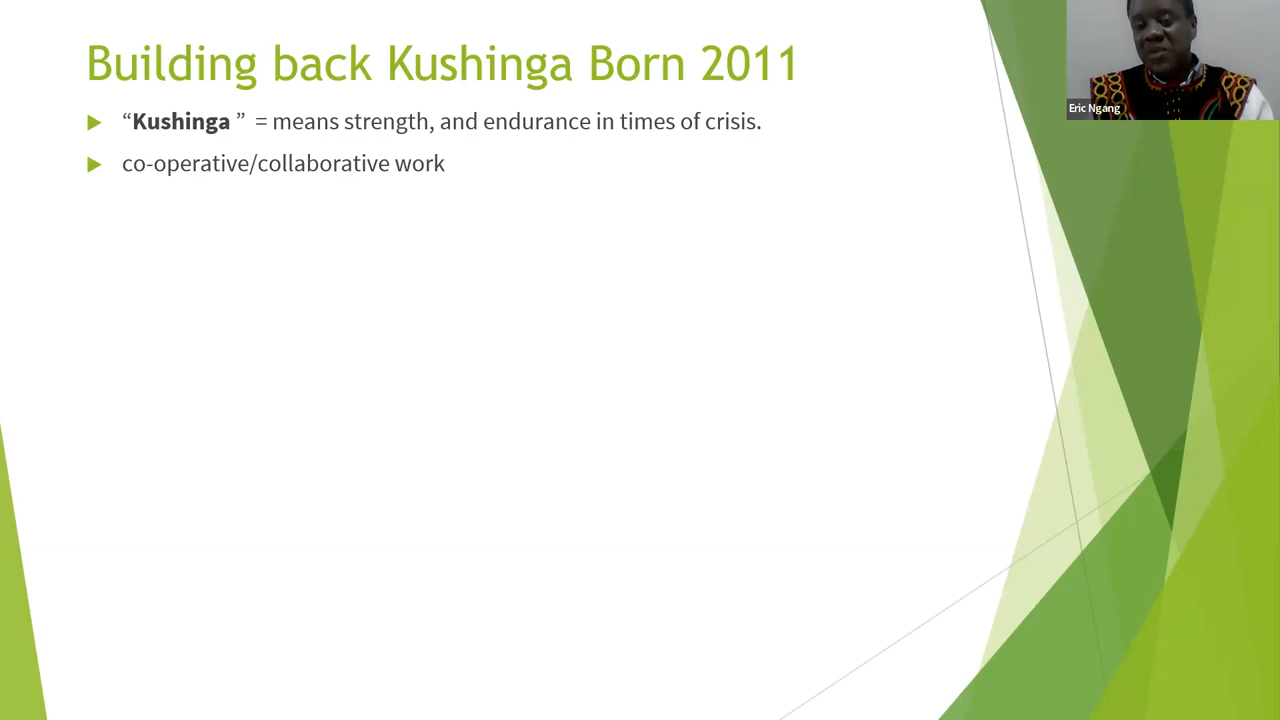 Building back Kushinga Born 2011
“Kushinga ” = means strength, and endurance in times of crisis.
co-operative/collaborative work
Eric Ngang